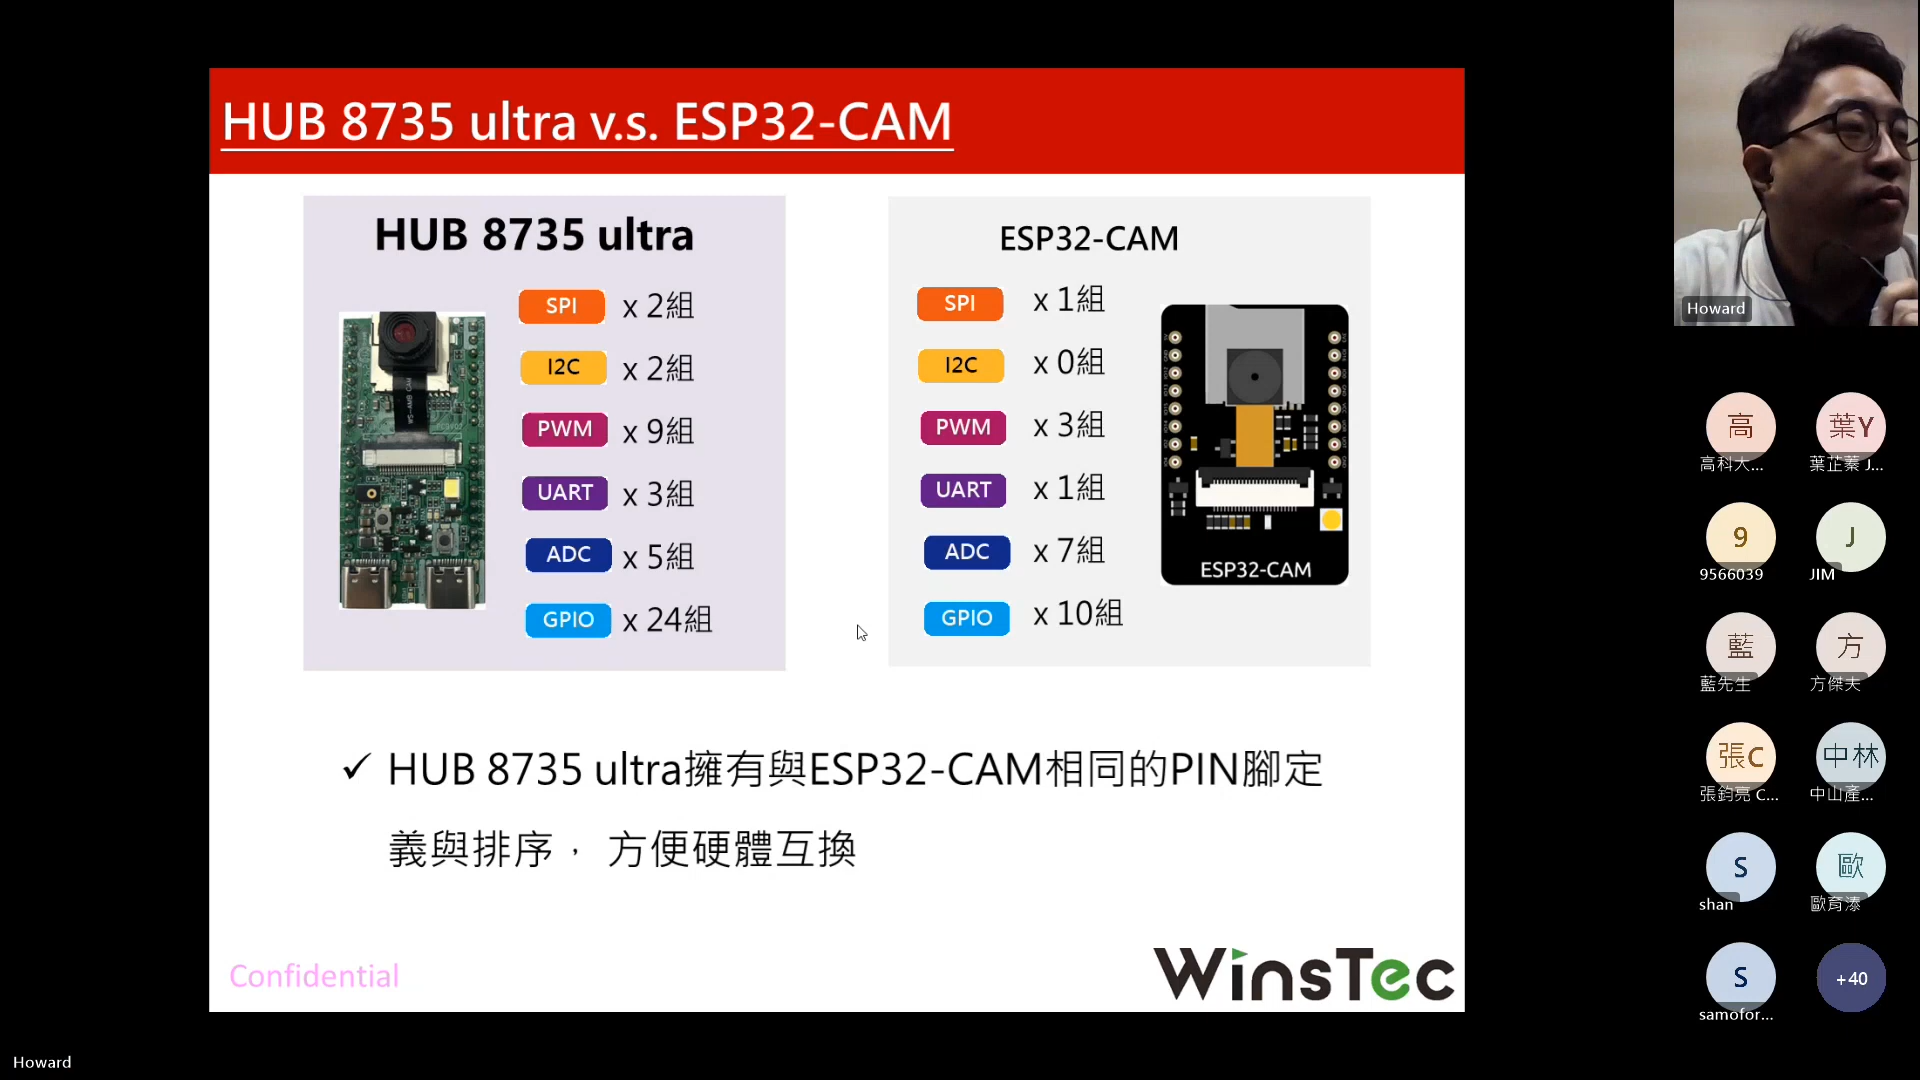 HUB 8735 ultra v.s. ESP32-CAM
HUB 8735 ultra
SPI x 2組
I2C x 2組
PWM x 9組
UART x 3組
ADC x 5組
GPIO x 24組
ESP32-CAM
SPI x 1組
I2C x 0組
PWM x 3組
UART x 1組
ADC x 7組
GPIO x 10組
ESP32-CAM
✓ HUB 8735 ultra擁有與ESP32-CAM相同的PIN腳定
義與排序， 方便硬體互換
Confidential
WinsTec
Howard
高 葉Y
高科大... 葉芷蓁 J...
9 J
9566039 JIM
藍 方
藍先生 方傑夫
張C 中林
張鈞亮 C... 中山產...
S 歐
shan 歐育溙
S +40
samofor...
Howard